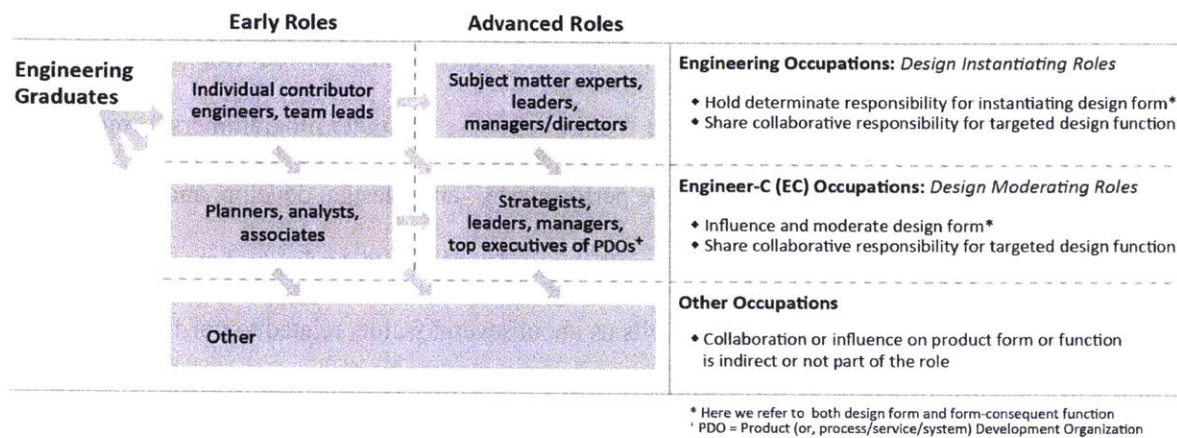 Early Roles
Advanced Roles
Engineering
Graduates
Individual contributor
engineers, team leads
Subject matter experts,
leaders,
managers/directors
Engineering Occupations: Design Instantiating Roles
◆ Hold determinate responsibility for instantiating design form*
◆ Share collaborative responsibility for targeted design function
Planners, analysts,
associates
Strategists,
leaders, managers,
top executives of PDOs⁺
Engineer-C (EC) Occupations: Design Moderating Roles
◆ Influence and moderate design form*
◆ Share collaborative responsibility for targeted design function
Other
Other Occupations
◆ Collaboration or influence on product form or function
is indirect or not part of the role
* Here we refer to both design form and form-consequent function
⁺ PDO = Product (or, process/service/system) Development Organization